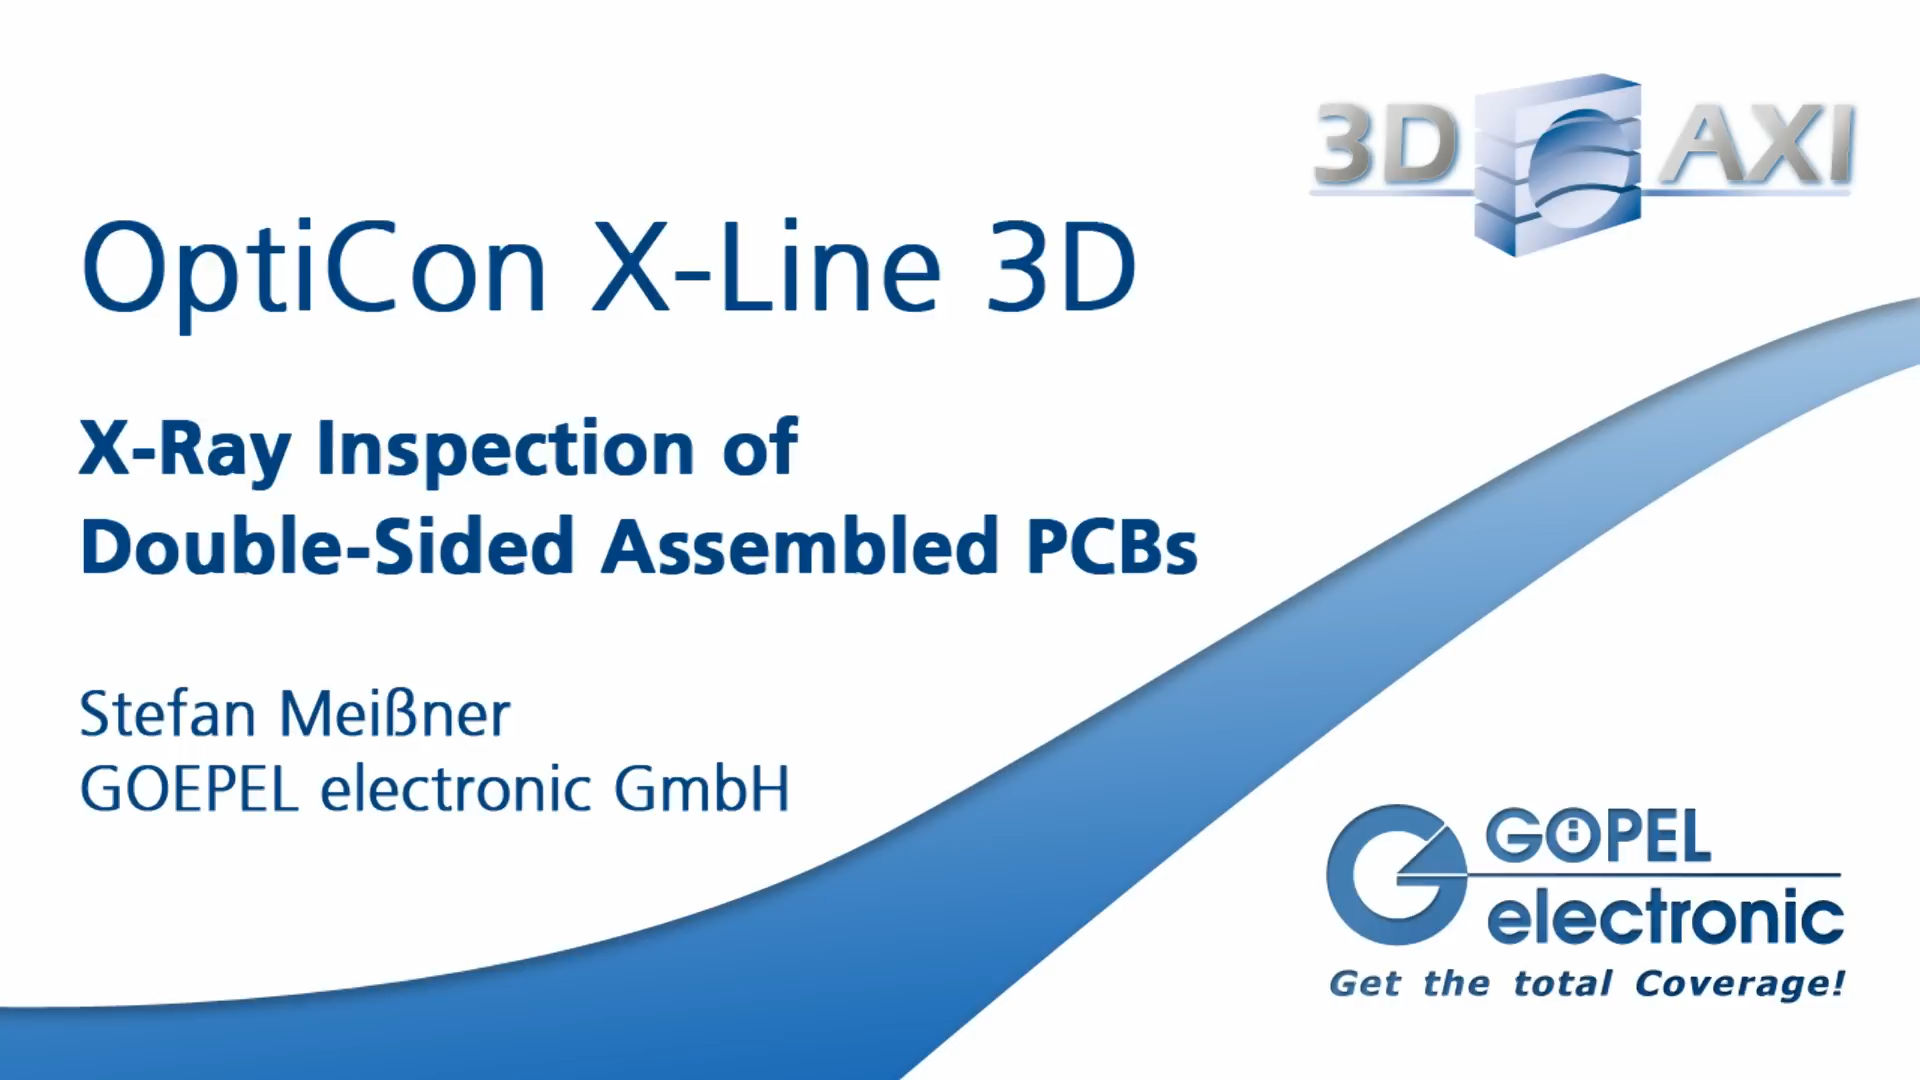 3D AXI
OptiCon X-Line 3D
X-Ray Inspection of
Double-Sided Assembled PCBs
Stefan Meißner
GOEPEL electronic GmbH
GÖPEL
electronic
Get the total Coverage!